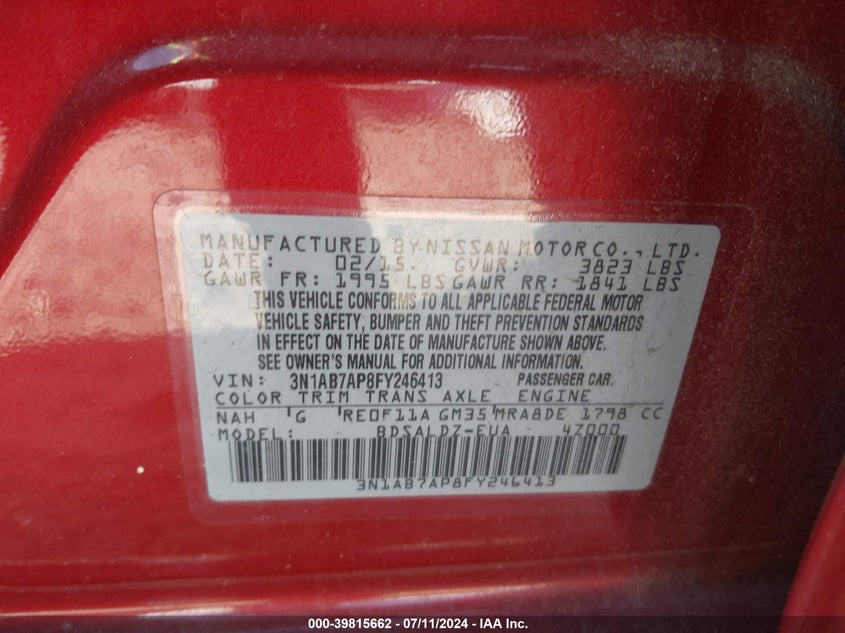 MANUFACTURED BY NISSAN MOTOR CO., LTD.
DATE: 02/15. GVWR: 3823 LBS
GAWR FR: 1995 LBS GAWR RR: 1841 LBS
THIS VEHICLE CONFORMS TO ALL APPLICABLE FEDERAL MOTOR
VEHICLE SAFETY, BUMPER AND THEFT PREVENTION STANDARDS
IN EFFECT ON THE DATE OF MANUFACTURE SHOWN ABOVE.
SEE OWNER'S MANUAL FOR ADDITIONAL INFORMATION.
VIN: 3N1AB7AP8FY246413 PASSENGER CAR.
COLOR TRIM TRANS AXLE ENGINE
NAH G RE0F11A GM35 MRA8DE 1798 CC
MODEL: BDSALDZ-EUA 4Z000
3N1AB7AP8FY246413
000-39815662 - 07/11/2024 - IAA Inc.